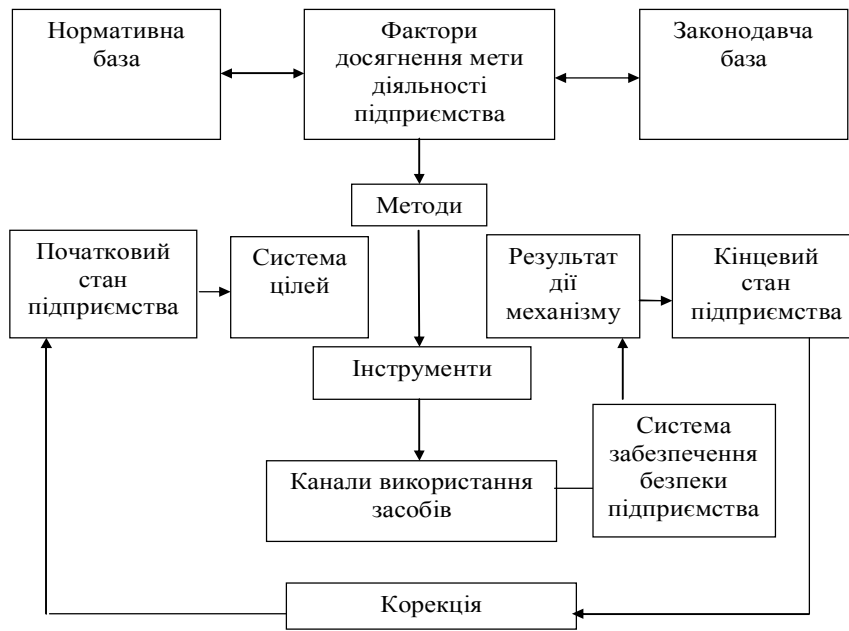 Нормативна
база
Фактори
досягнення мети
діяльності
підприємства
Законодавча
база
Методи
Початковий
стан
підприємства
Система
цілей
Результат
дії
механізму
Кінцевий
стан
підприємства
Інструменти
Канали використання
засобів
Система
забезпечення
безпеки
підприємства
Корекція